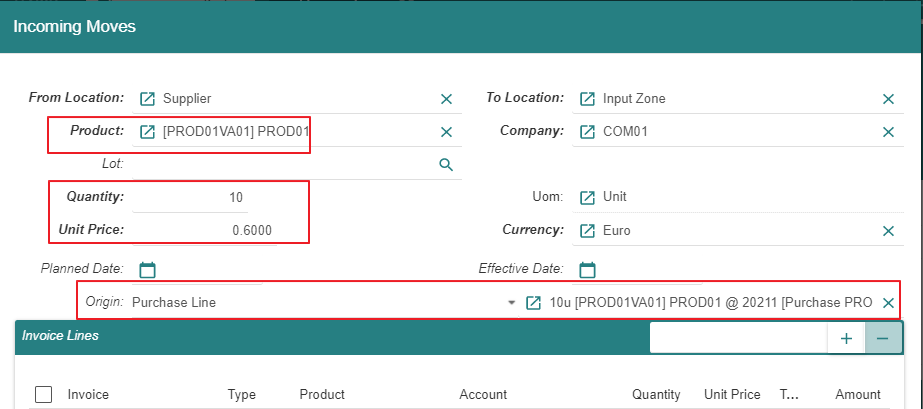 Incoming Moves
From Location: Supplier To Location: Input Zone
Product: [PROD01VA01] PROD01 Company: COM01
Lot:
Quantity: 10 Uom: Unit
Unit Price: 0.6000 Currency: Euro
Planned Date: Effective Date:
Origin: Purchase Line 10u [PROD01VA01] PROD01 @ 20211 [Purchase PRO
Invoice Lines
Invoice Type Product Account Quantity Unit Price T... Amount